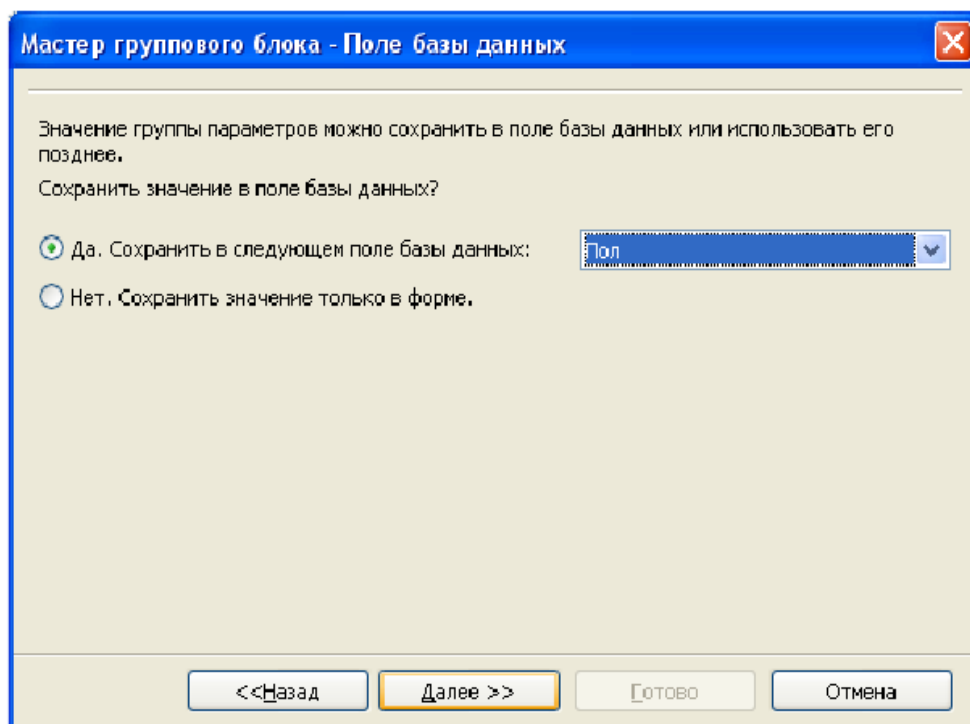 Мастер группового блока - Поле базы данных
Значение группы параметров можно сохранить в поле базы данных или использовать его
позднее.
Сохранить значение в поле базы данных?
Да. Сохранить в следующем поле базы данных: Пол
Нет. Сохранить значение только в форме.
<<Назад Далее >> Готово Отмена